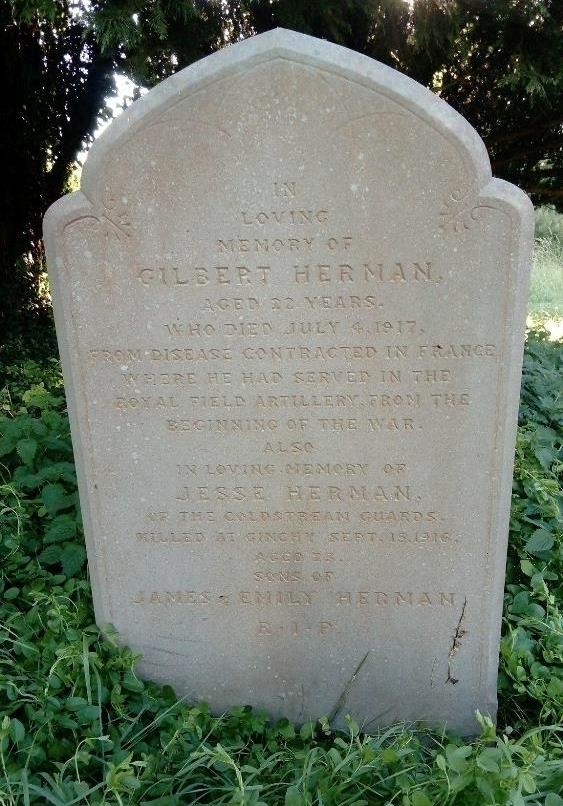 IN
LOVING
MEMORY OF
GILBERT HERMAN,
AGED 22 YEARS.
WHO DIED JULY 4, 1917,
FROM DISEASE CONTRACTED IN FRANCE
WHERE HE HAD SERVED IN THE
ROYAL FIELD ARTILLERY, FROM THE
BEGINNING OF THE WAR.
ALSO
IN LOVING MEMORY OF
JESSE HERMAN,
OF THE COLDSTREAM GUARDS.
KILLED AT GINCHY SEPT. 15, 1916,
AGED
SONS OF
JAMES & EMILY HERMAN
R.I.P.